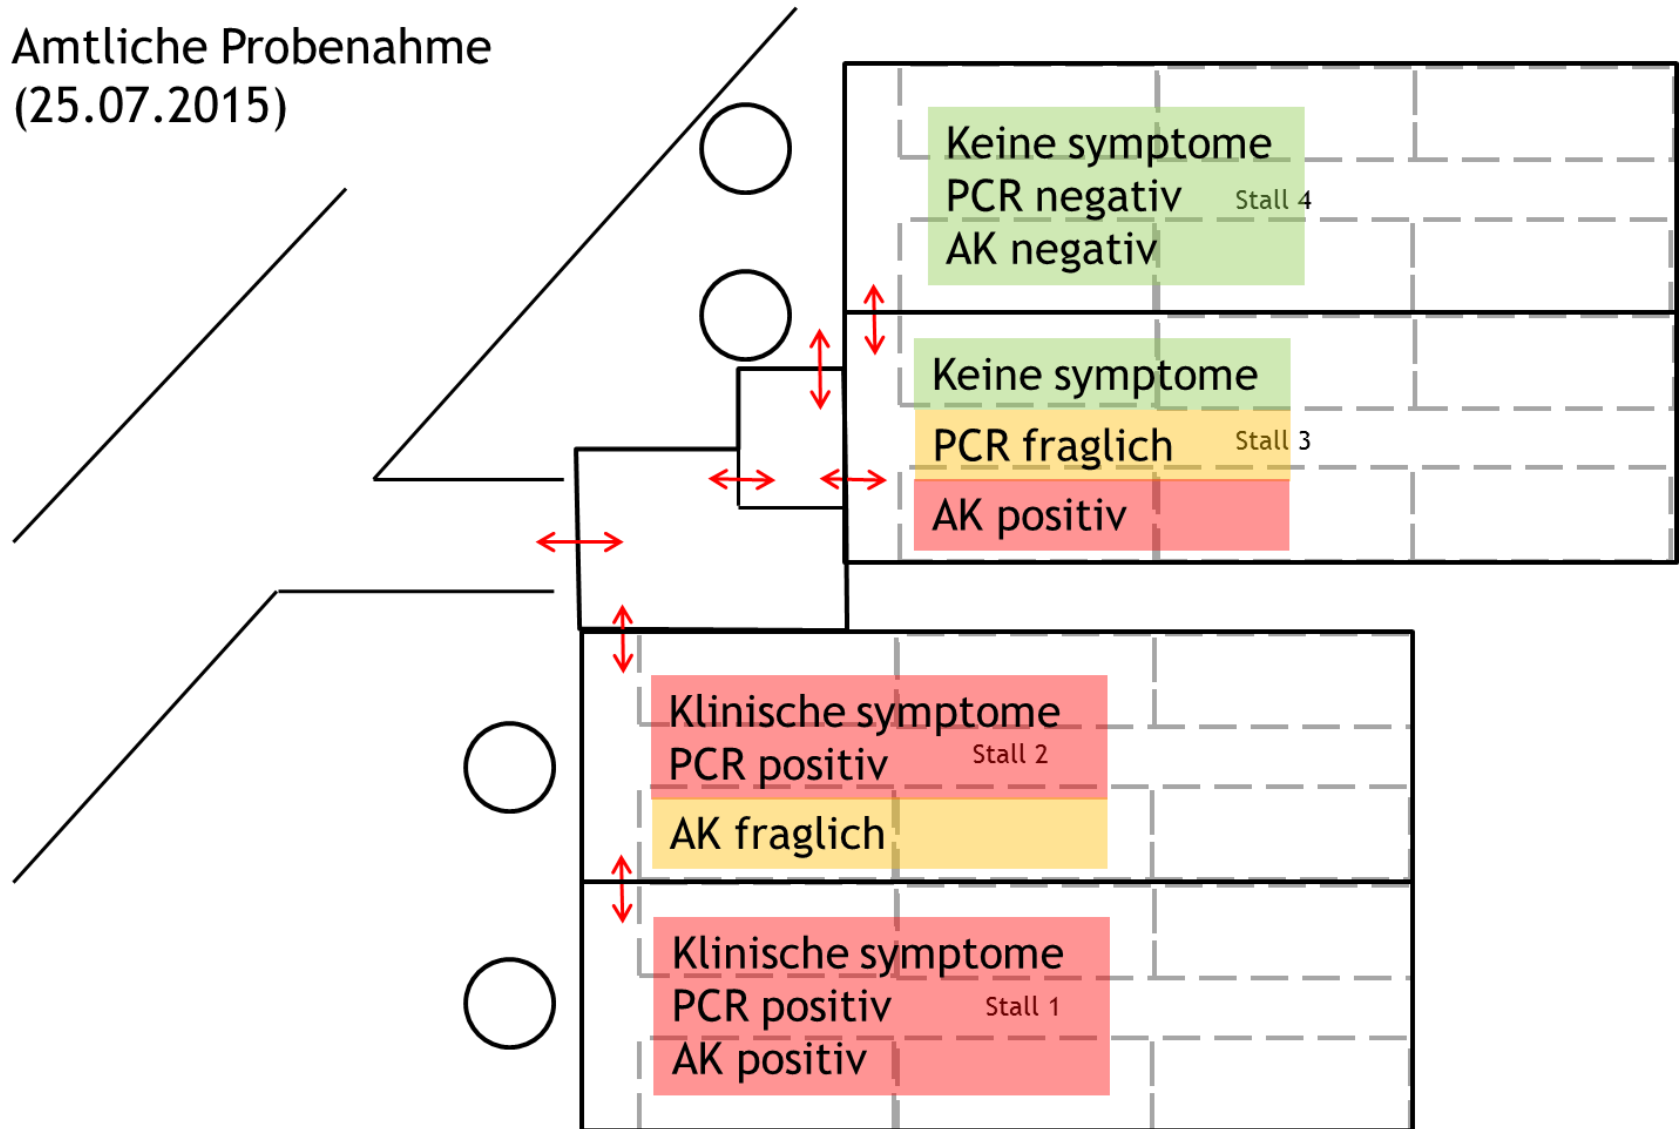 Amtliche Probenahme
(25.07.2015)
Keine symptome
PCR negativ
Stall 4
AK negativ
Keine symptome
PCR fraglich
Stall 3
AK positiv
Klinische symptome
PCR positiv
Stall 2
AK fraglich
Klinische symptome
PCR positiv
Stall 1
AK positiv